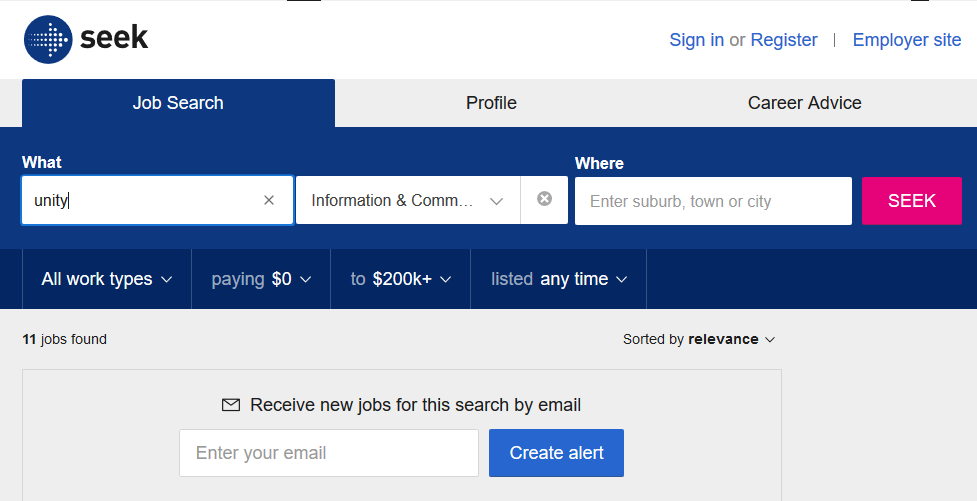 seek
Sign in or Register | Employer site
Job Search Profile Career Advice
What
Where
unity
Information & Comm...
Enter suburb, town or city
SEEK
All work types paying $0 to $200k+ listed any time
11 jobs found
Sorted by relevance
Receive new jobs for this search by email
Enter your email
Create alert